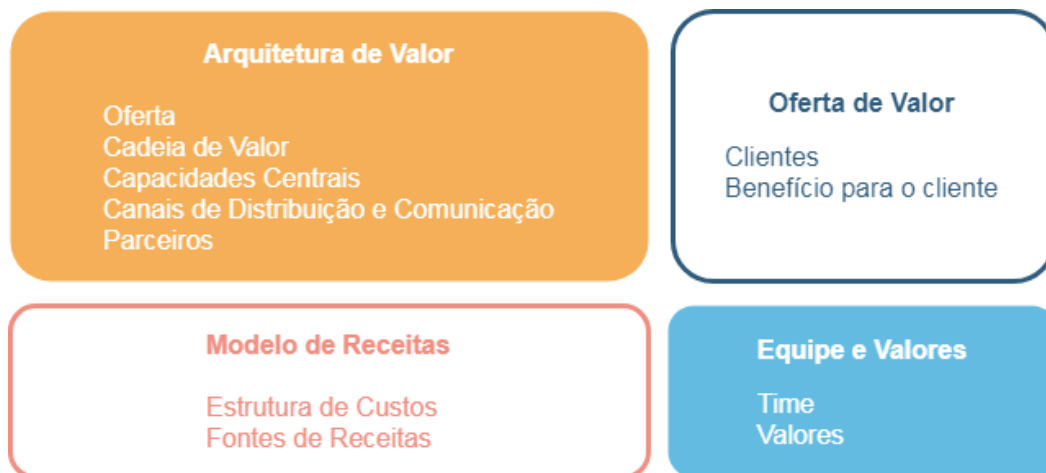 Arquitetura de Valor
Oferta
Cadeia de Valor
Capacidades Centrais
Canais de Distribuição e Comunicação
Parceiros
Oferta de Valor
Clientes
Benefício para o cliente
Modelo de Receitas
Estrutura de Custos
Fontes de Receitas
Equipe e Valores
Time
Valores